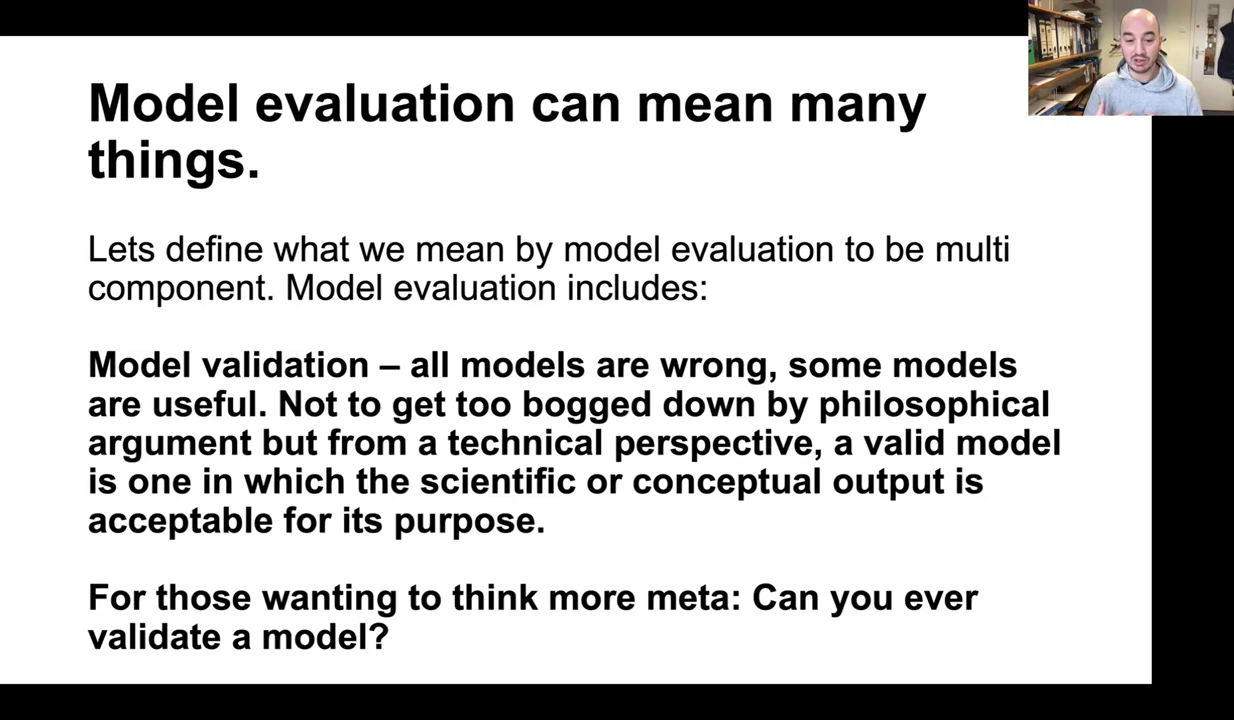 Model evaluation can mean many
things.
Lets define what we mean by model evaluation to be multi
component. Model evaluation includes:
Model validation – all models are wrong, some models
are useful. Not to get too bogged down by philosophical
argument but from a technical perspective, a valid model
is one in which the scientific or conceptual output is
acceptable for its purpose.
For those wanting to think more meta: Can you ever
validate a model?